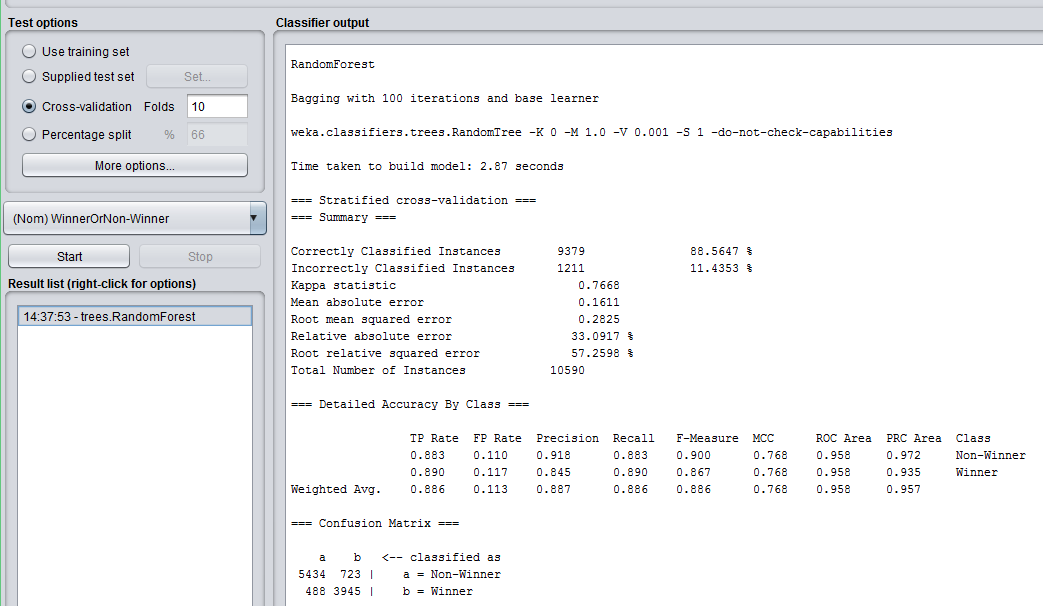 Test options
Use training set
Supplied test set Set...
Cross-validation Folds 10
Percentage split % 66
More options...
(Nom) WinnerOrNon-Winner
Start Stop
Result list (right-click for options)
14:37:53 - trees.RandomForest
Classifier output
RandomForest
Bagging with 100 iterations and base learner
weka.classifiers.trees.RandomTree -K 0 -M 1.0 -V 0.001 -S 1 -do-not-check-capabilities
Time taken to build model: 2.87 seconds
=== Stratified cross-validation ===
=== Summary ===
Correctly Classified Instances 9379 88.5647 %
Incorrectly Classified Instances 1211 11.4353 %
Kappa statistic 0.7668
Mean absolute error 0.1611
Root mean squared error 0.2825
Relative absolute error 33.0917 %
Root relative squared error 57.2598 %
Total Number of Instances 10590
=== Detailed Accuracy By Class ===
TP Rate FP Rate Precision Recall F-Measure MCC ROC Area PRC Area Class
0.883 0.110 0.918 0.883 0.900 0.768 0.958 0.972 Non-Winner
0.890 0.117 0.845 0.890 0.867 0.768 0.958 0.935 Winner
Weighted Avg. 0.886 0.113 0.887 0.886 0.886 0.768 0.958 0.957
=== Confusion Matrix ===
a b <-- classified as
5434 723 | a = Non-Winner
488 3945 | b = Winner